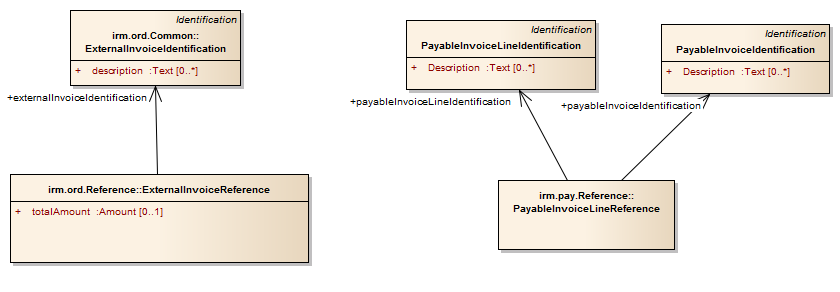 Identification
irm.ord.Common::
ExternalInvoiceIdentification
+ description :Text [0..*]
+externalInvoiceIdentification
irm.ord.Reference::ExternalInvoiceReference
+ totalAmount :Amount [0..1]
Identification
PayableInvoiceLineIdentification
+ Description :Text [0..*]
+payableInvoiceLineIdentification
Identification
PayableInvoiceIdentification
+ Description :Text [0..*]
+payableInvoiceIdentification
irm.pay.Reference::
PayableInvoiceLineReference